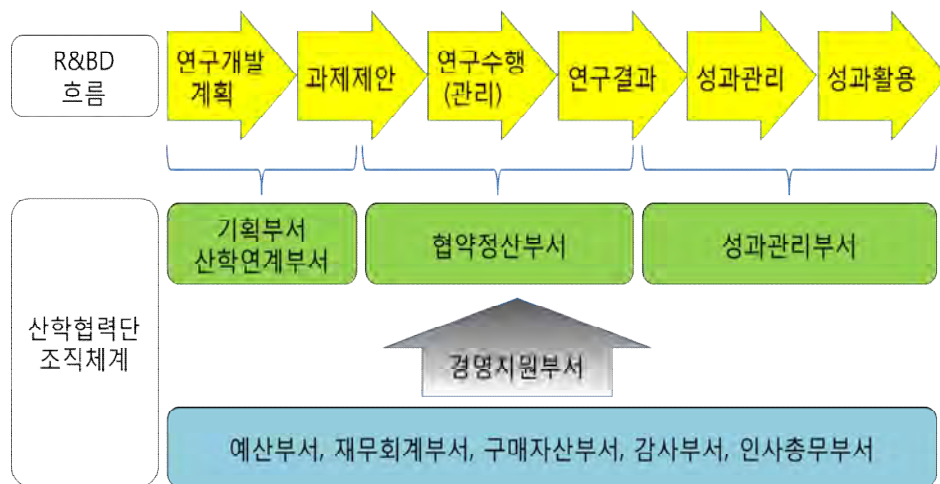 R&BD
흐름
연구개발
계획
과제제안
연구수행
(관리)
연구결과
성과관리
성과활용
산학협력단
조직체계
기획부서
산학연계부서
협약정산부서
성과관리부서
경영지원부서
예산부서, 재무회계부서, 구매자산부서, 감사부서, 인사총무부서